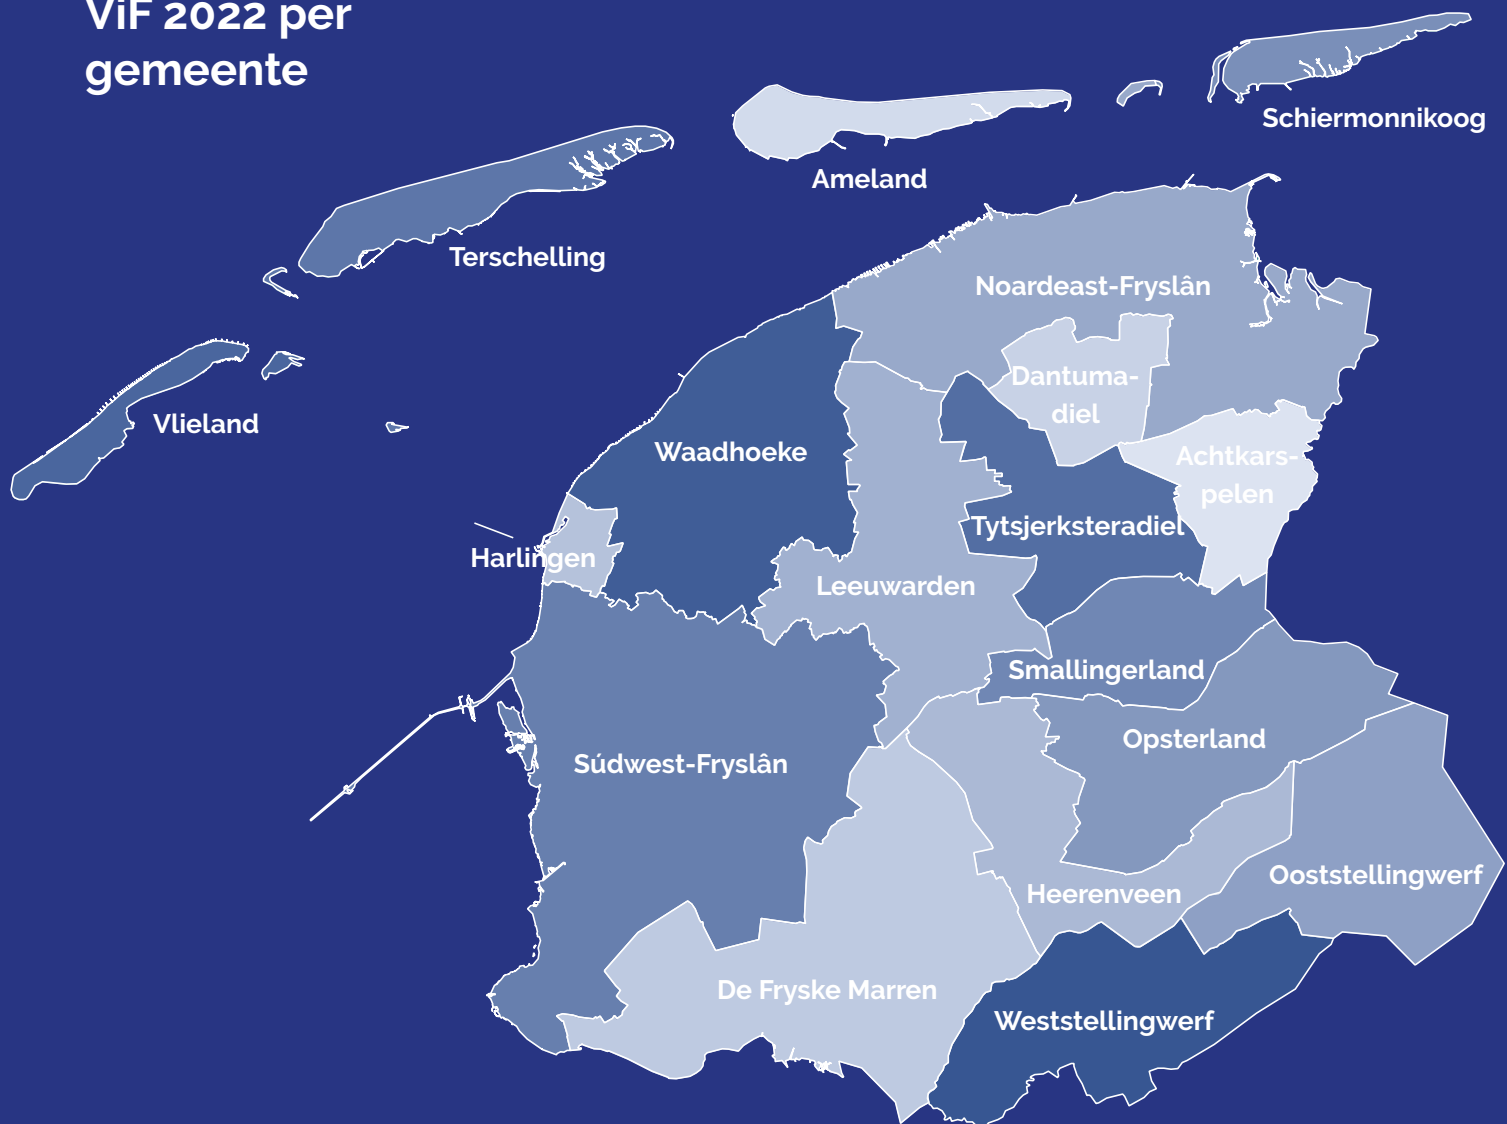 ViF 2022 per
gemeente
Schiermonnikoog
Ameland
Terschelling
Noardeast-Fryslân
Dantuma-
diel
Vlieland
Waadhoeke
Achtkars-
pelen
Tytsjerksteradiel
Harlingen
Leeuwarden
Smallingerland
Opsterland
Súdwest-Fryslân
Ooststellingwerf
Heerenveen
De Fryske Marren
Weststellingwerf